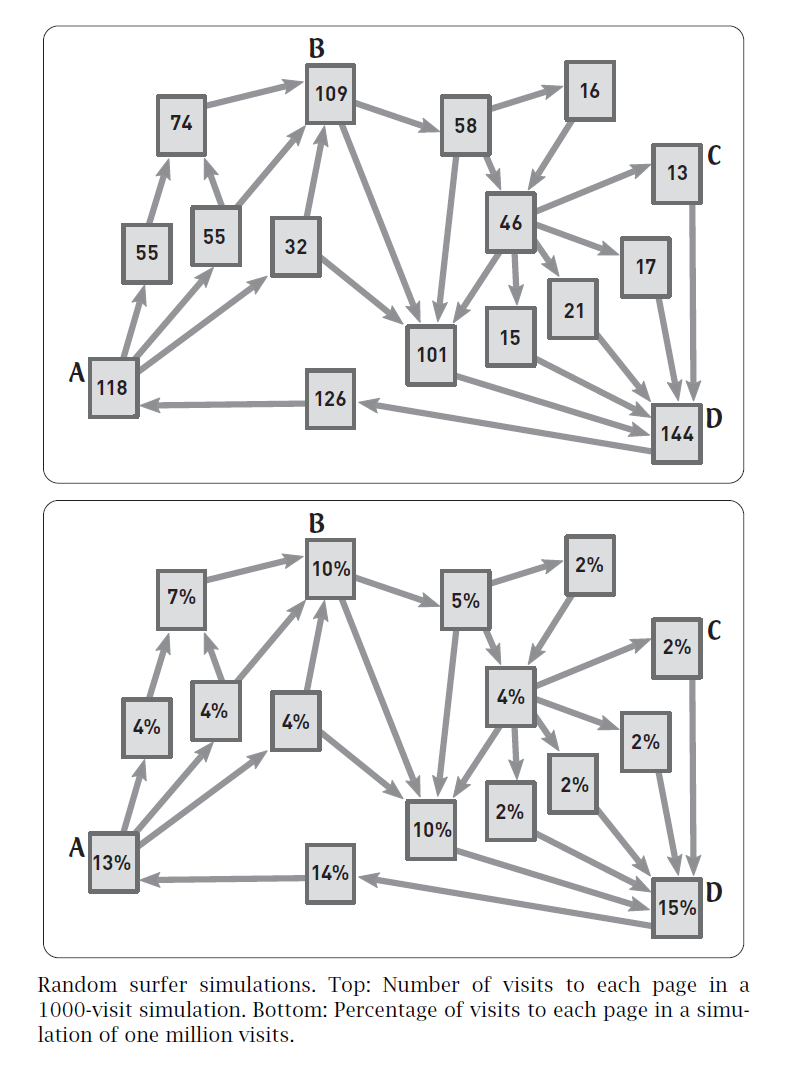 B
109
16
74
58
13
C
55
55
46
32
17
21
15
101
A
118
126
144
D
B
10%
2%
7%
5%
2%
C
4%
4%
4%
4%
2%
2%
2%
10%
A
13%
14%
15%
D
Random surfer simulations. Top: Number of visits to each page in a
1000-visit simulation. Bottom: Percentage of visits to each page in a simu-
lation of one million visits.